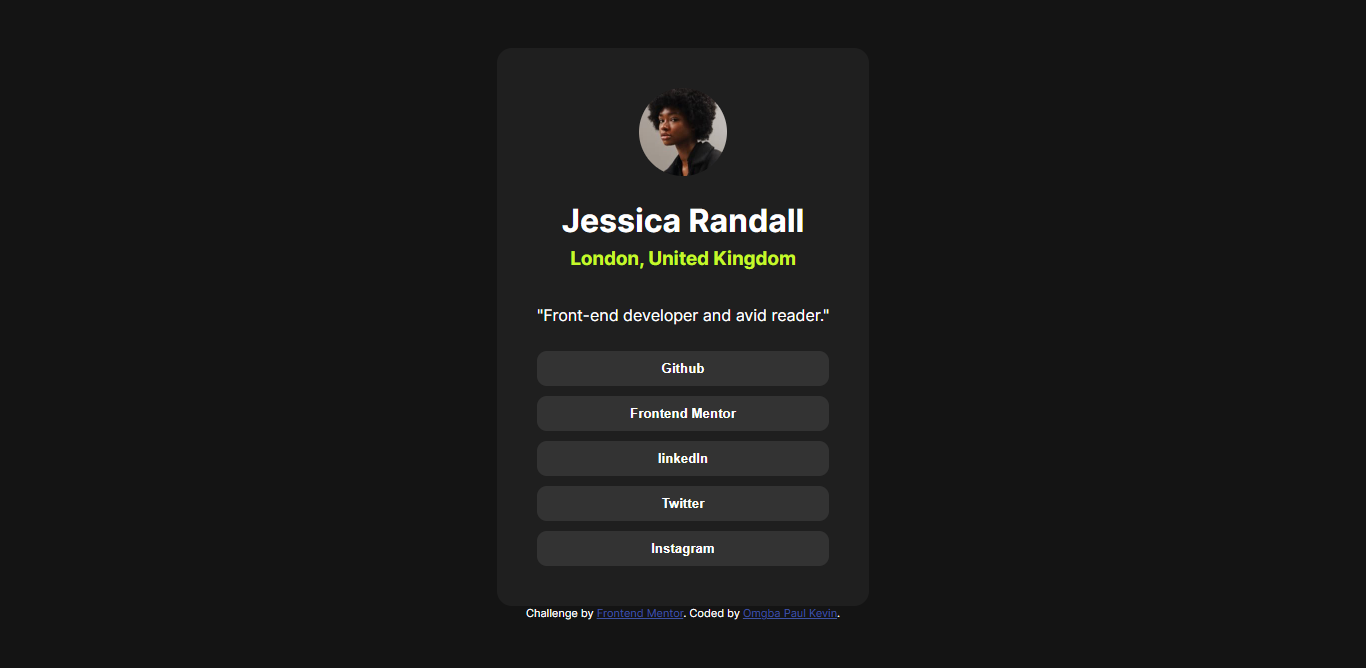 Jessica Randall
London, United Kingdom
"Front-end developer and avid reader."
Github
Frontend Mentor
linkedIn
Twitter
Instagram
Challenge by Frontend Mentor. Coded by Omgba Paul Kevin.